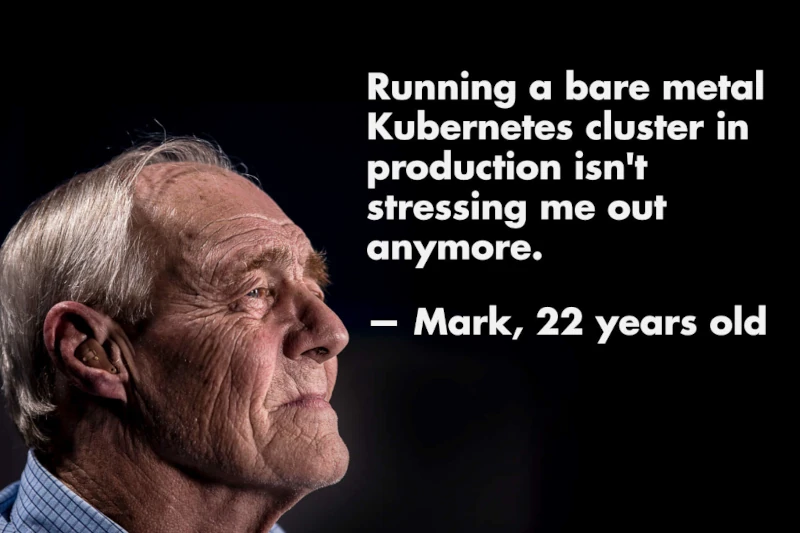 Running a bare metal
Kubernetes cluster in
production isn't
stressing me out
anymore.
— Mark, 22 years old